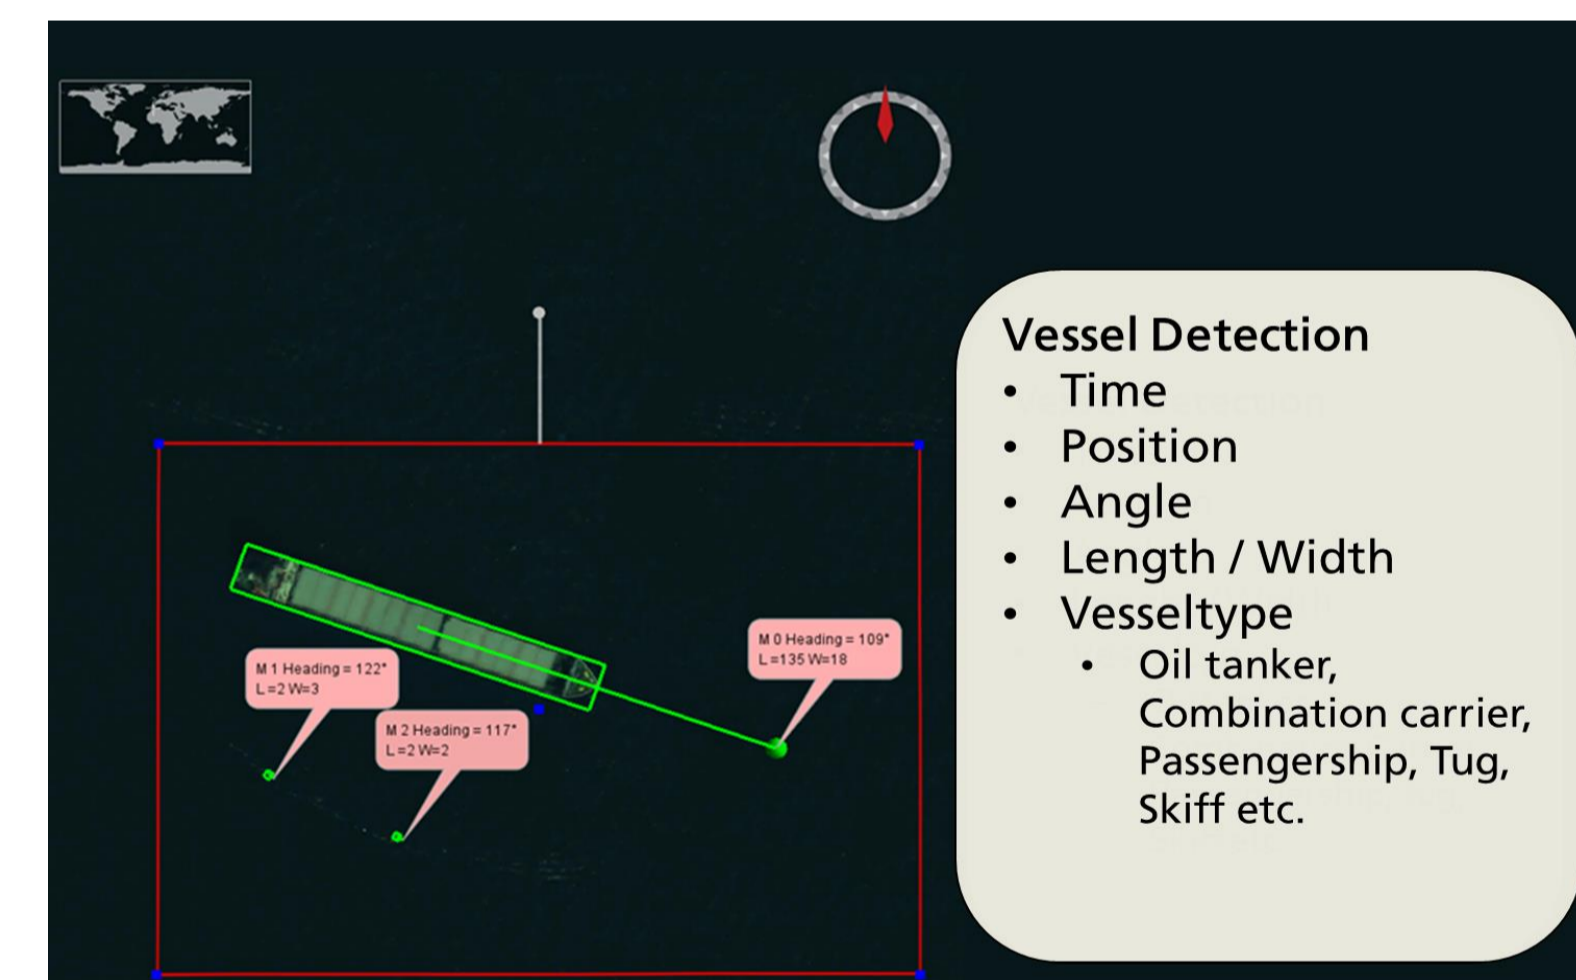 Vessel Detection
• Time
• Position
• Angle
• Length / Width
• Vesseltype
• Oil tanker,
Combination carrier,
Passengership, Tug,
Skiff etc.
M 0 Heading = 109°
L=135 W=18
M 1 Heading = 122°
L=2 W=3
M 2 Heading = 117°
L=2 W=2